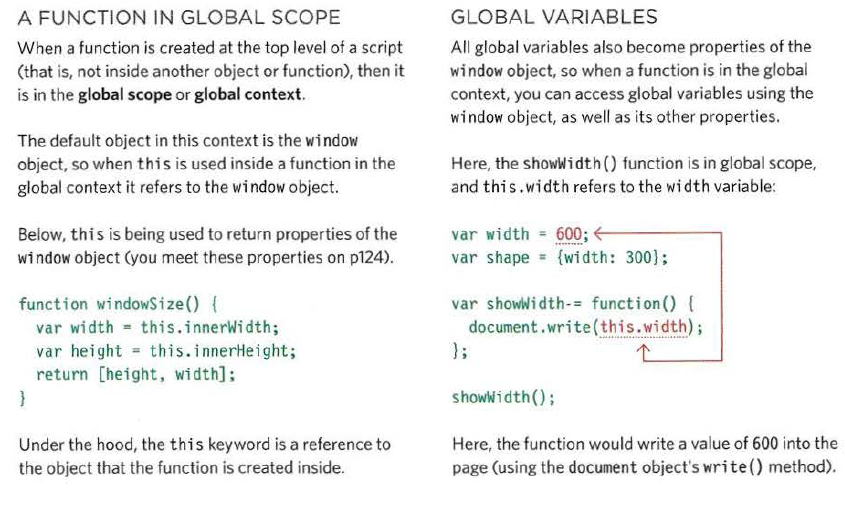 A FUNCTION IN GLOBAL SCOPE
When a function is created at the top level of a script
(that is, not inside another object or function), then it
is in the global scope or global context.
The default object in this context is the window
object, so when this is used inside a function in the
global context it refers to the window object.
Below, this is being used to return properties of the
window object (you meet these properties on p124).
function windowSize() {
var width = this.innerWidth;
var height = this.innerHeight;
return [height, width];
}
Under the hood, the this keyword is a reference to
the object that the function is created inside.
GLOBAL VARIABLES
All global variables also become properties of the
window object, so when a function is in the global
context, you can access global variables using the
window object, as well as its other properties.
Here, the showWidth() function is in global scope,
and this.width refers to the width variable:
var width = 600;
var shape = {width: 300};
var showWidth-= function() {
document.write(this.width);
};
showWidth();
Here, the function would write a value of 600 into the
page (using the document object's write() method).